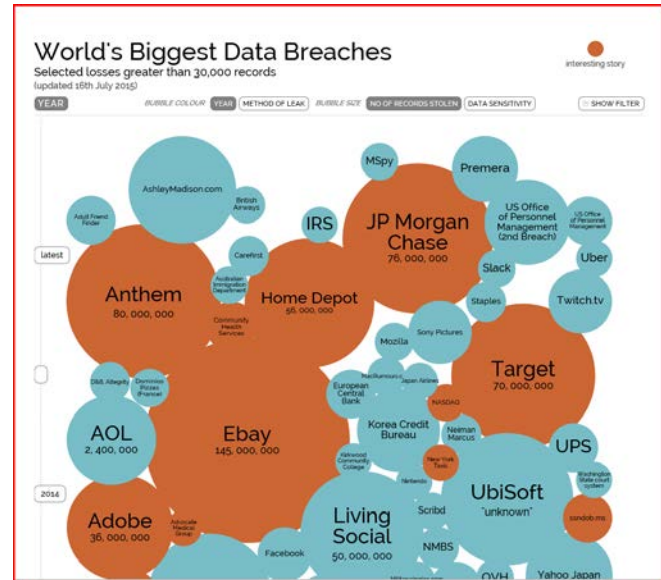 World's Biggest Data Breaches
Selected losses greater than 30,000 records
(updated 16th July 2015)
interesting story
YEAR
BUBBLE COLOUR YEAR METHOD OF LEAK BUBBLE SIZE NO OF RECORDS STOLEN DATA SENSITIVITY SHOW FILTER
latest
2014
AshleyMadison.com
British
Airways
Adult Friend
Finder
MSpy
Premera
IRS
JP Morgan
Chase
76, 000, 000
US Office
of Personnel
Management
(2nd Breach)
US Office
of Personnel
Management
Carefirst
Uber
Slack
Australian
Immigration
Department
Anthem
80, 000, 000
Home Depot
56, 000, 000
Staples
Twitch.tv
Community
Health
Services
Sony Pictures
Mozilla
Target
70, 000, 000
Japan Airlines
D&B, Altegrity
Dominios
Pizzas
(France)
European
Central
Bank
NASDAQ
AOL
2, 400, 000
Ebay
145, 000, 000
Korea Credit
Bureau
Neiman
Marcus
UPS
Kirkwood
Community
College
New York
Taxis
Nintendo
Washington
State court
system
UbiSoft
"unknown"
Adobe
36, 000, 000
Advocate
Medical
Group
Living
Social
50, 000, 000
Scribd
Facebook
NMBS
OVH
Yahoo Japan